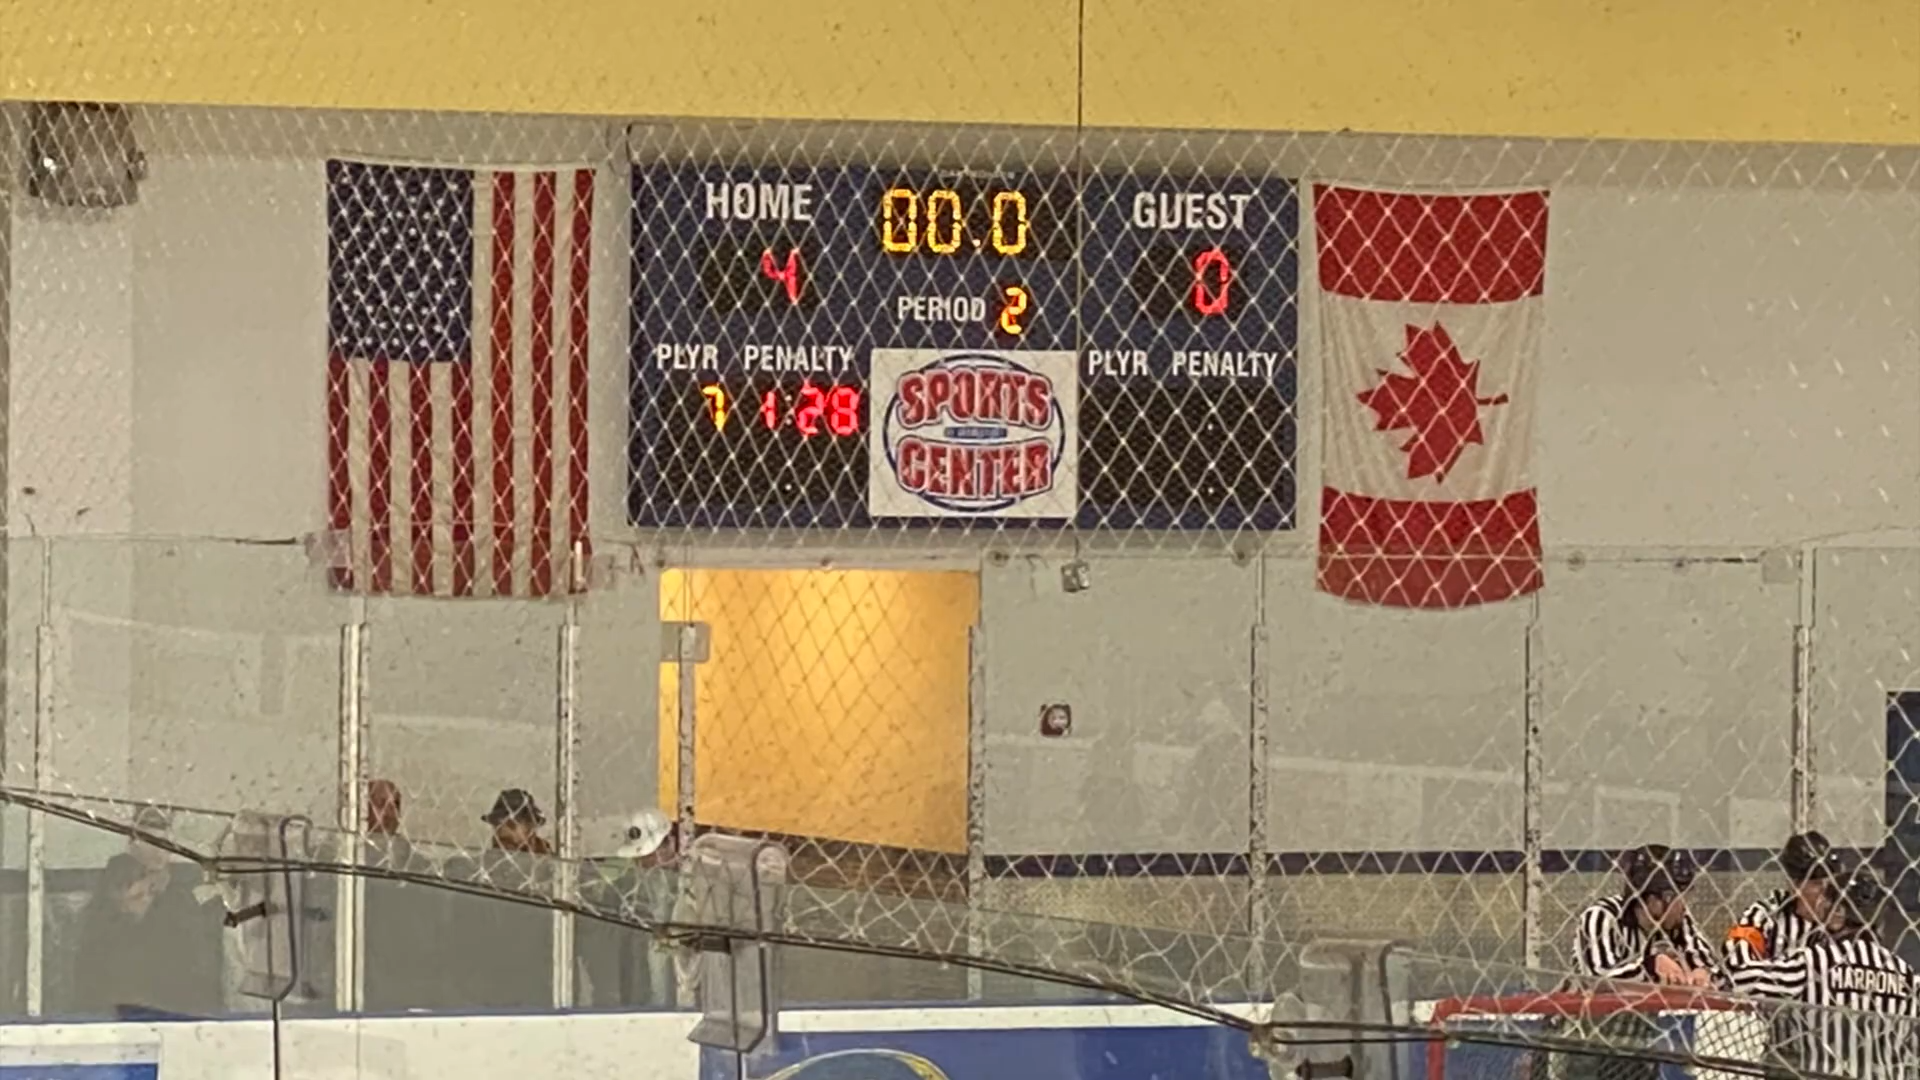 HOME
00.0
GUEST
4
PERIOD 2
0
PLYR PENALTY
7 1:28
SPORTS
CENTER
PLYR PENALTY
MARRONE